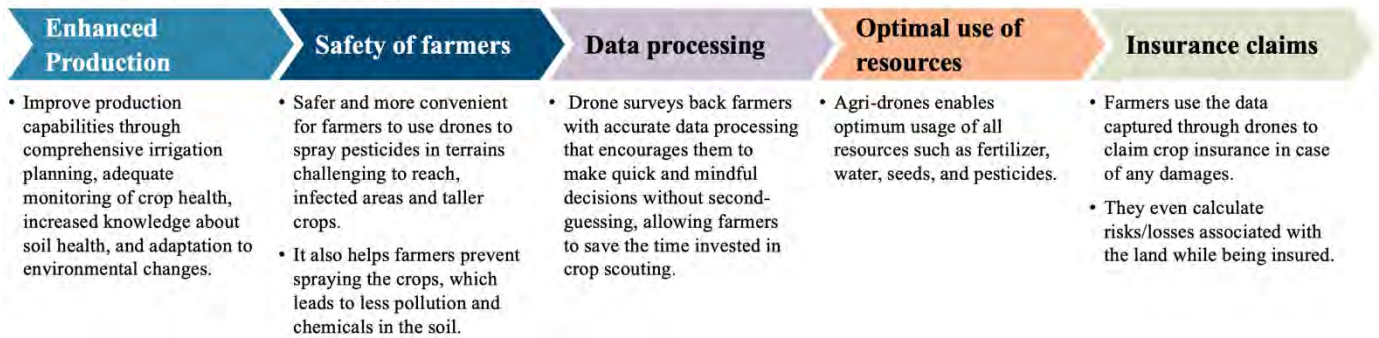 Enhanced
Production
• Improve production
capabilities through
comprehensive irrigation
planning, adequate
monitoring of crop health,
increased knowledge about
soil health, and adaptation to
environmental changes.
Safety of farmers
• Safer and more convenient
for farmers to use drones to
spray pesticides in terrains
challenging to reach,
infected areas and taller
crops.
• It also helps farmers prevent
spraying the crops, which
leads to less pollution and
chemicals in the soil.
Data processing
• Drone surveys back farmers
with accurate data processing
that encourages them to
make quick and mindful
decisions without second-
guessing, allowing farmers
to save the time invested in
crop scouting.
Optimal use of
resources
• Agri-drones enables
optimum usage of all
resources such as fertilizer,
water, seeds, and pesticides.
Insurance claims
• Farmers use the data
captured through drones to
claim crop insurance in case
of any damages.
• They even calculate
risks/losses associated with
the land while being insured.